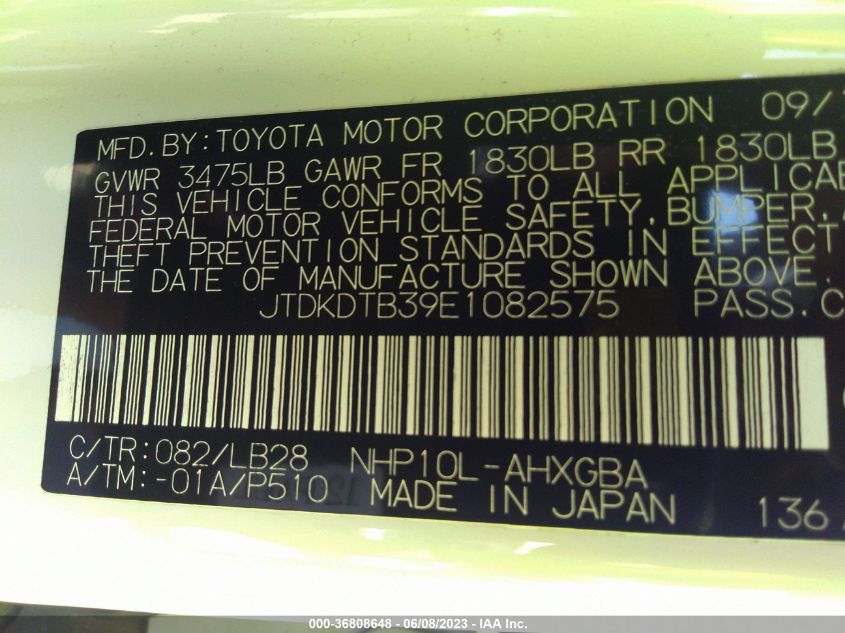 MFD. BY: TOYOTA MOTOR CORPORATION 09/
GVWR 3475LB GAWR FR 1830LB RR 1830LB
THIS VEHICLE CONFORMS TO ALL APPLICAB
FEDERAL MOTOR VEHICLE SAFETY, BUMPER,
THEFT PREVENTION STANDARDS IN EFFECT
THE DATE OF MANUFACTURE SHOWN ABOVE.
JTDKDTB39E1082575 PASS.C
C/TR: 082/LB28 NHP10L-AHXGBA
A/TM: -01A/P510 MADE IN JAPAN 136
000-36808648 - 06/08/2023 - IAA Inc.